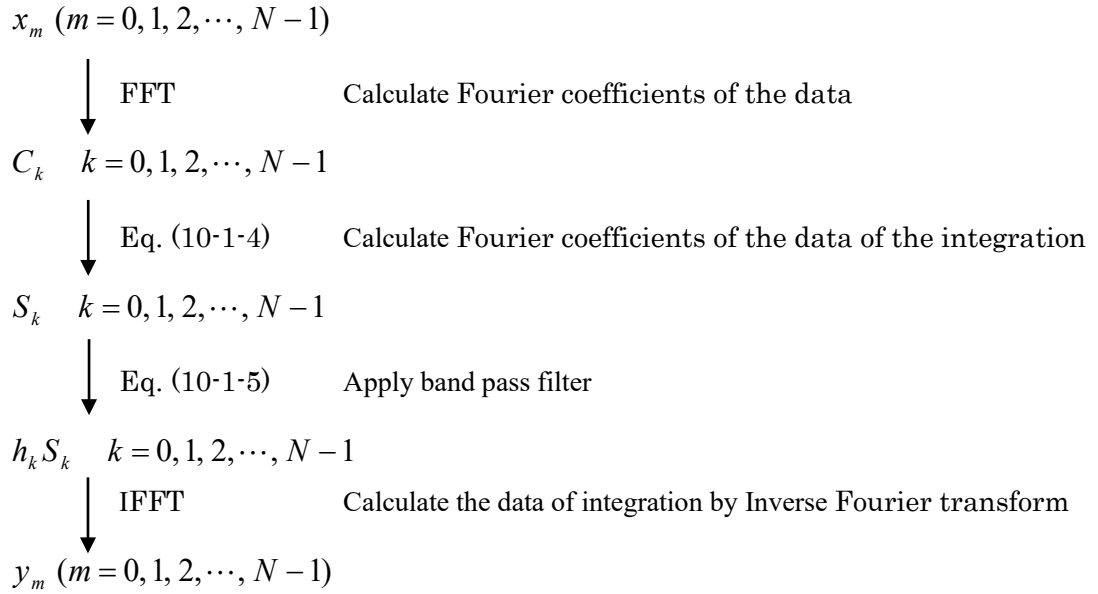 x_m (m = 0, 1, 2, ⋯, N − 1)
FFT Calculate Fourier coefficients of the data
C_k k = 0, 1, 2, ⋯, N − 1
Eq. (10-1-4) Calculate Fourier coefficients of the data of the integration
S_k k = 0, 1, 2, ⋯, N − 1
Eq. (10-1-5) Apply band pass filter
h_k S_k k = 0, 1, 2, ⋯, N − 1
IFFT Calculate the data of integration by Inverse Fourier transform
y_m (m = 0, 1, 2, ⋯, N − 1)